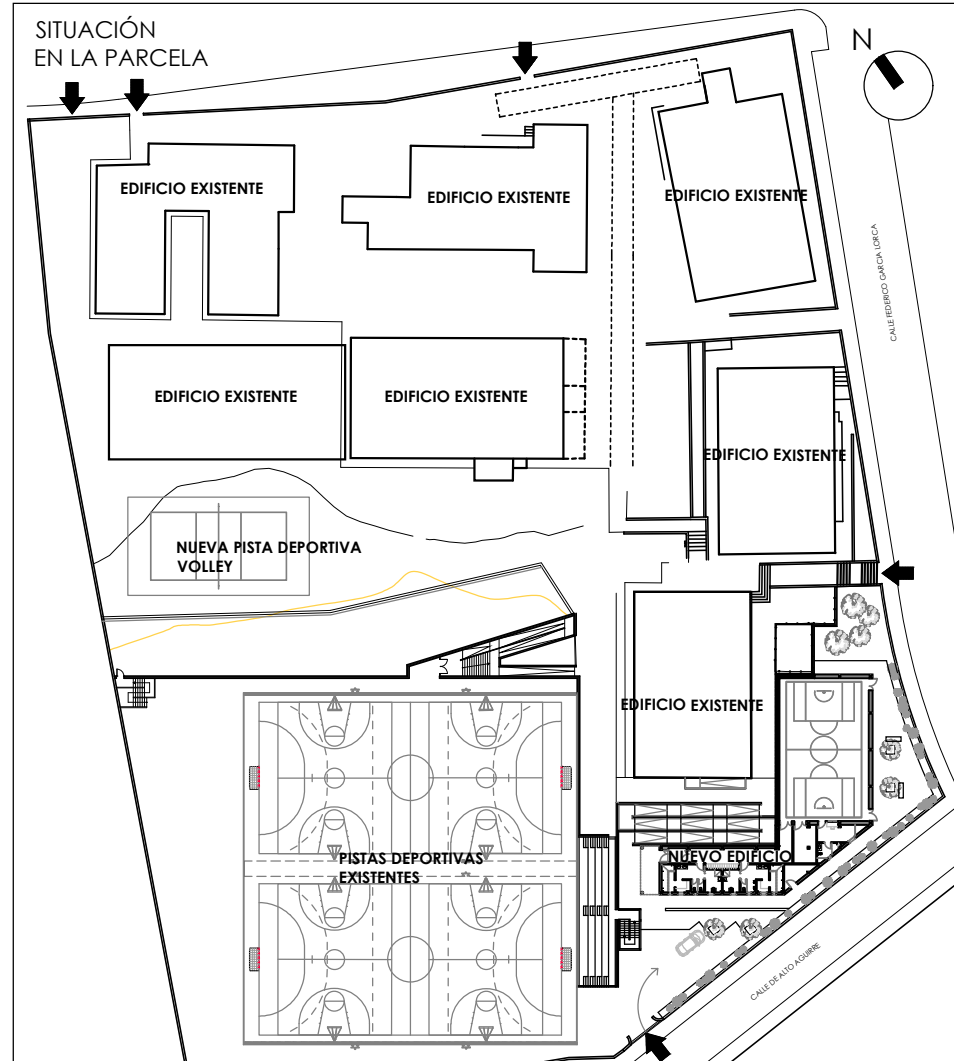 SITUACIÓN
EN LA PARCELA
N
EDIFICIO EXISTENTE
EDIFICIO EXISTENTE
EDIFICIO EXISTENTE
CALLE FEDERICO GARCIA LORCA
EDIFICIO EXISTENTE
EDIFICIO EXISTENTE
EDIFICIO EXISTENTE
NUEVA PISTA DEPORTIVA
VOLLEY
EDIFICIO EXISTENTE
PISTAS DEPORTIVAS
EXISTENTES
NUEVO EDIFICIO
CALLE DE ALTO AGUIRRE